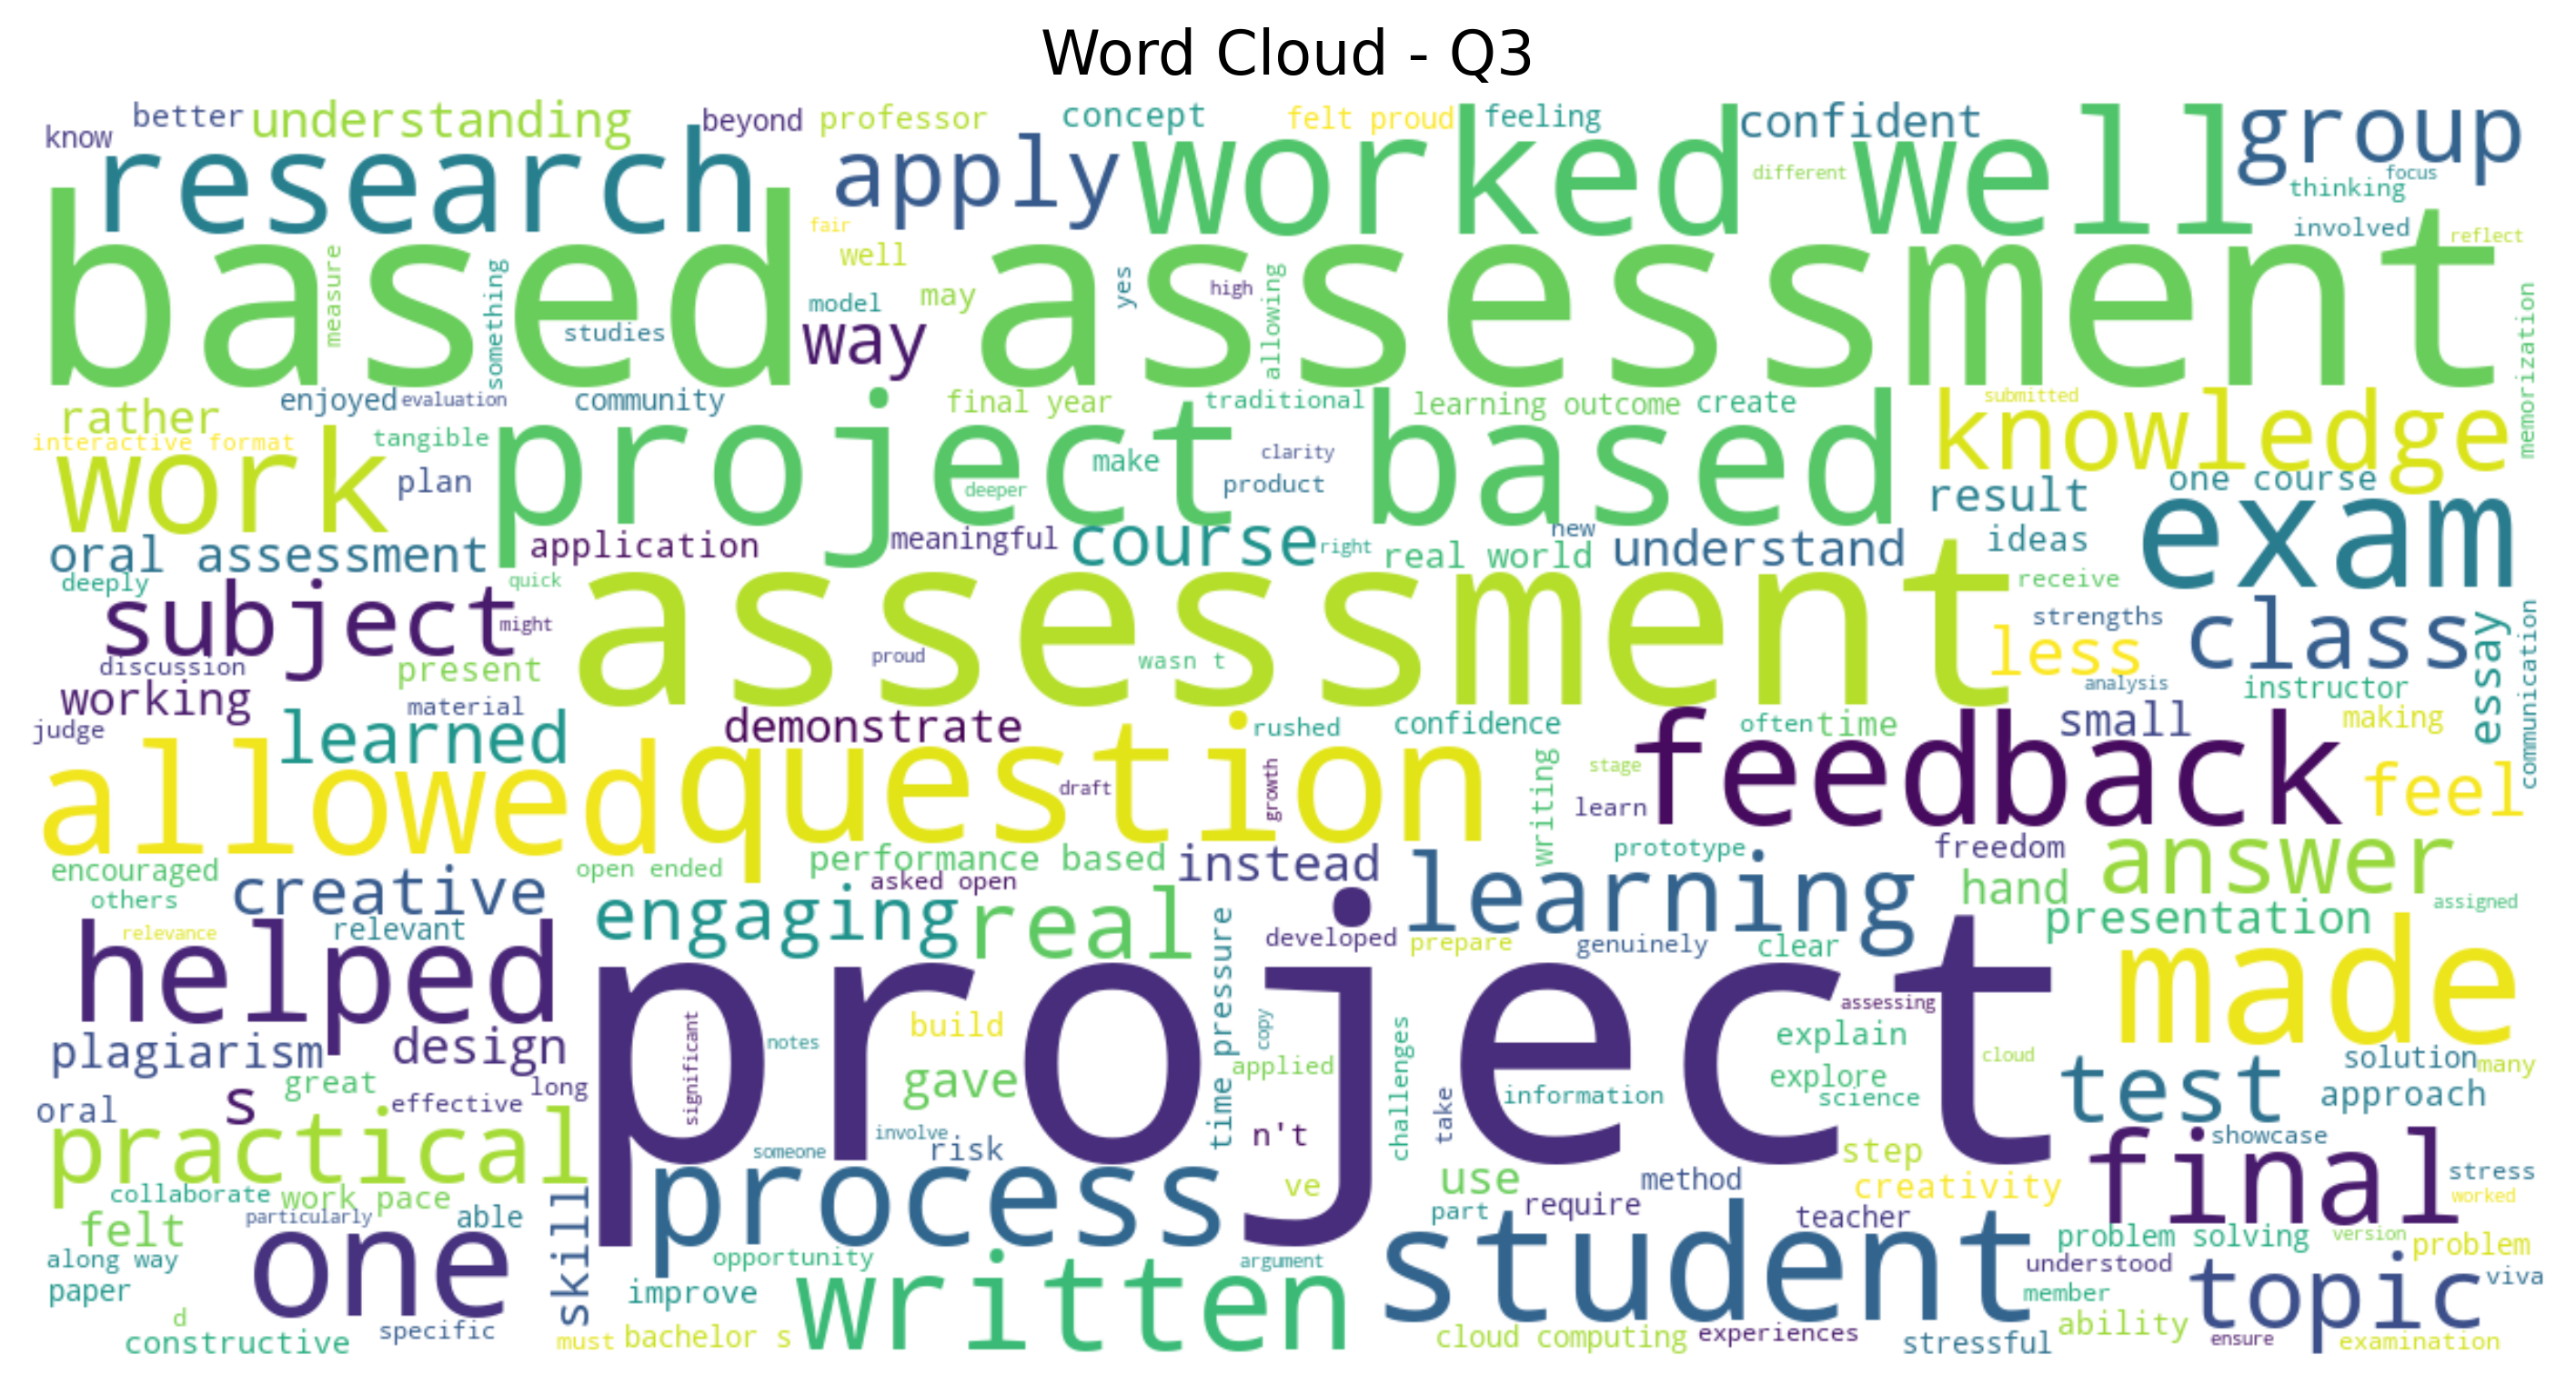 Word Cloud - Q3
know better understanding beyond professor concept felt proud feeling confident group
research apply worked well different thinking focus
based assessment fair well involved reflect
measure something studies model may way yes high allowing memorization
rather enjoyed evaluation community final year traditional learning outcome create submitted knowledge
interactive format tangible
work plan project based make clarity deeper product result one course exam
oral assessment application meaningful course right real world new understand ideas
deeply quick receive
subject might assessment strengths less class essay communication
discussion present proud wasn t analysis instructor
working material
judge learned demonstrate rushed confidence often time small making
allowed question draft growth writing stage learn feedback feel
encouraged open ended performance based instead prototype freedom answer
others creative asked open learning hand assigned
relevance relevant engaging real developed prepare genuinely clear presentation
helped project time pressure assessing made
plagiarism design significant notes build copy applied challenges explain cloud solution many
s great effective long gave take information explore science test approach
oral
practical someone involve risk n't step showcase final stress
collaborate work pace skill process ve use method creativity worked
felt particularly able part require teacher problem solving version problem
along way one opportunity argument student understood viva
paper improve written member topic
d must bachelor s cloud computing experiences stressful ability
constructive specific ensure examination